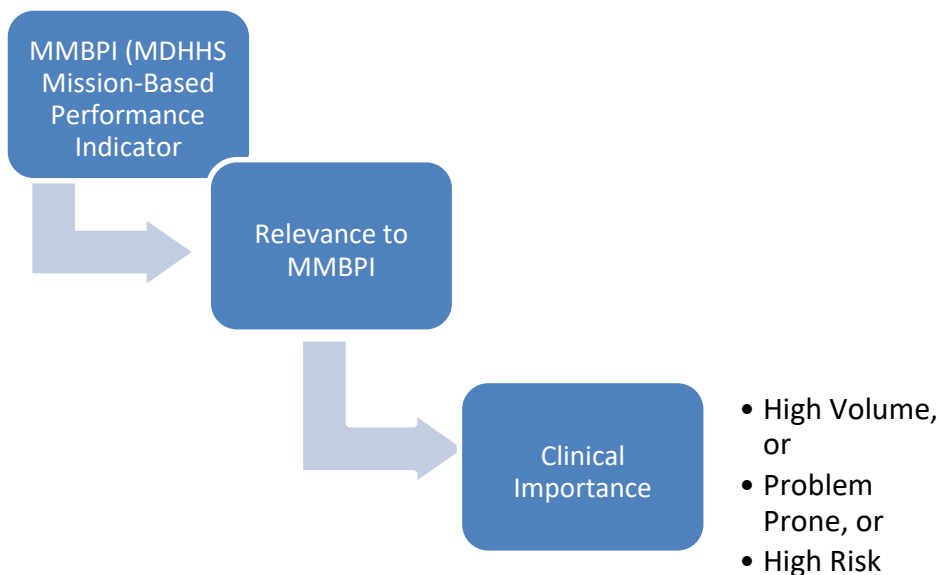 MMBPI (MDHHS
Mission-Based
Performance
Indicator
Relevance to
MMBPI
Clinical
Importance
• High Volume,
or
• Problem
Prone, or
• High Risk